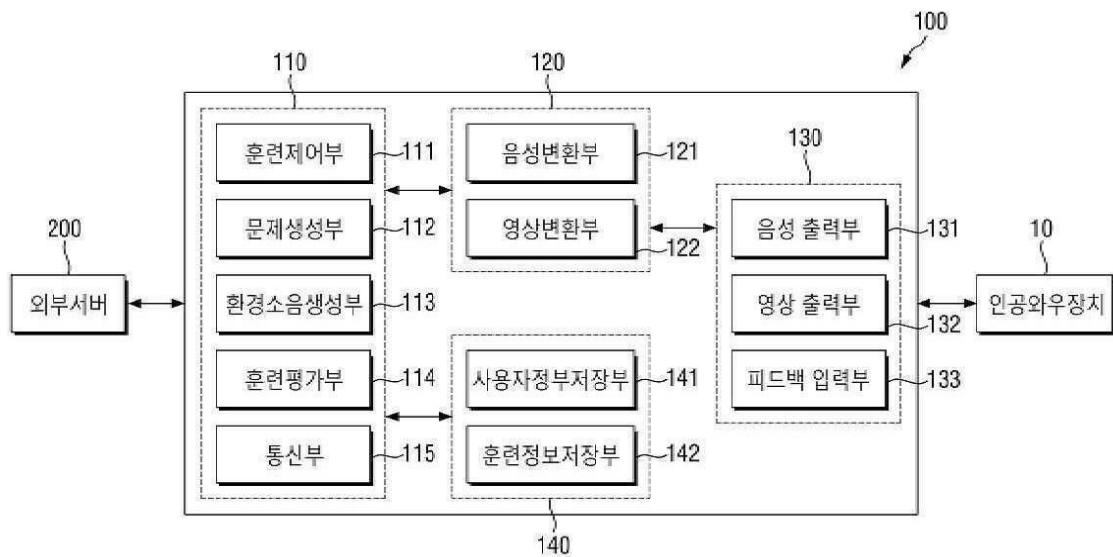 100
110
120
훈련제어부
111
음성변환부
121
130
200
문제생성부
112
영상변환부
122
음성 출력부
131
10
외부서버
환경소음생성부
113
영상 출력부
132
인공와우장치
훈련평가부
114
사용자정부저장부
141
피드백 입력부
133
통신부
115
훈련정보저장부
142
140